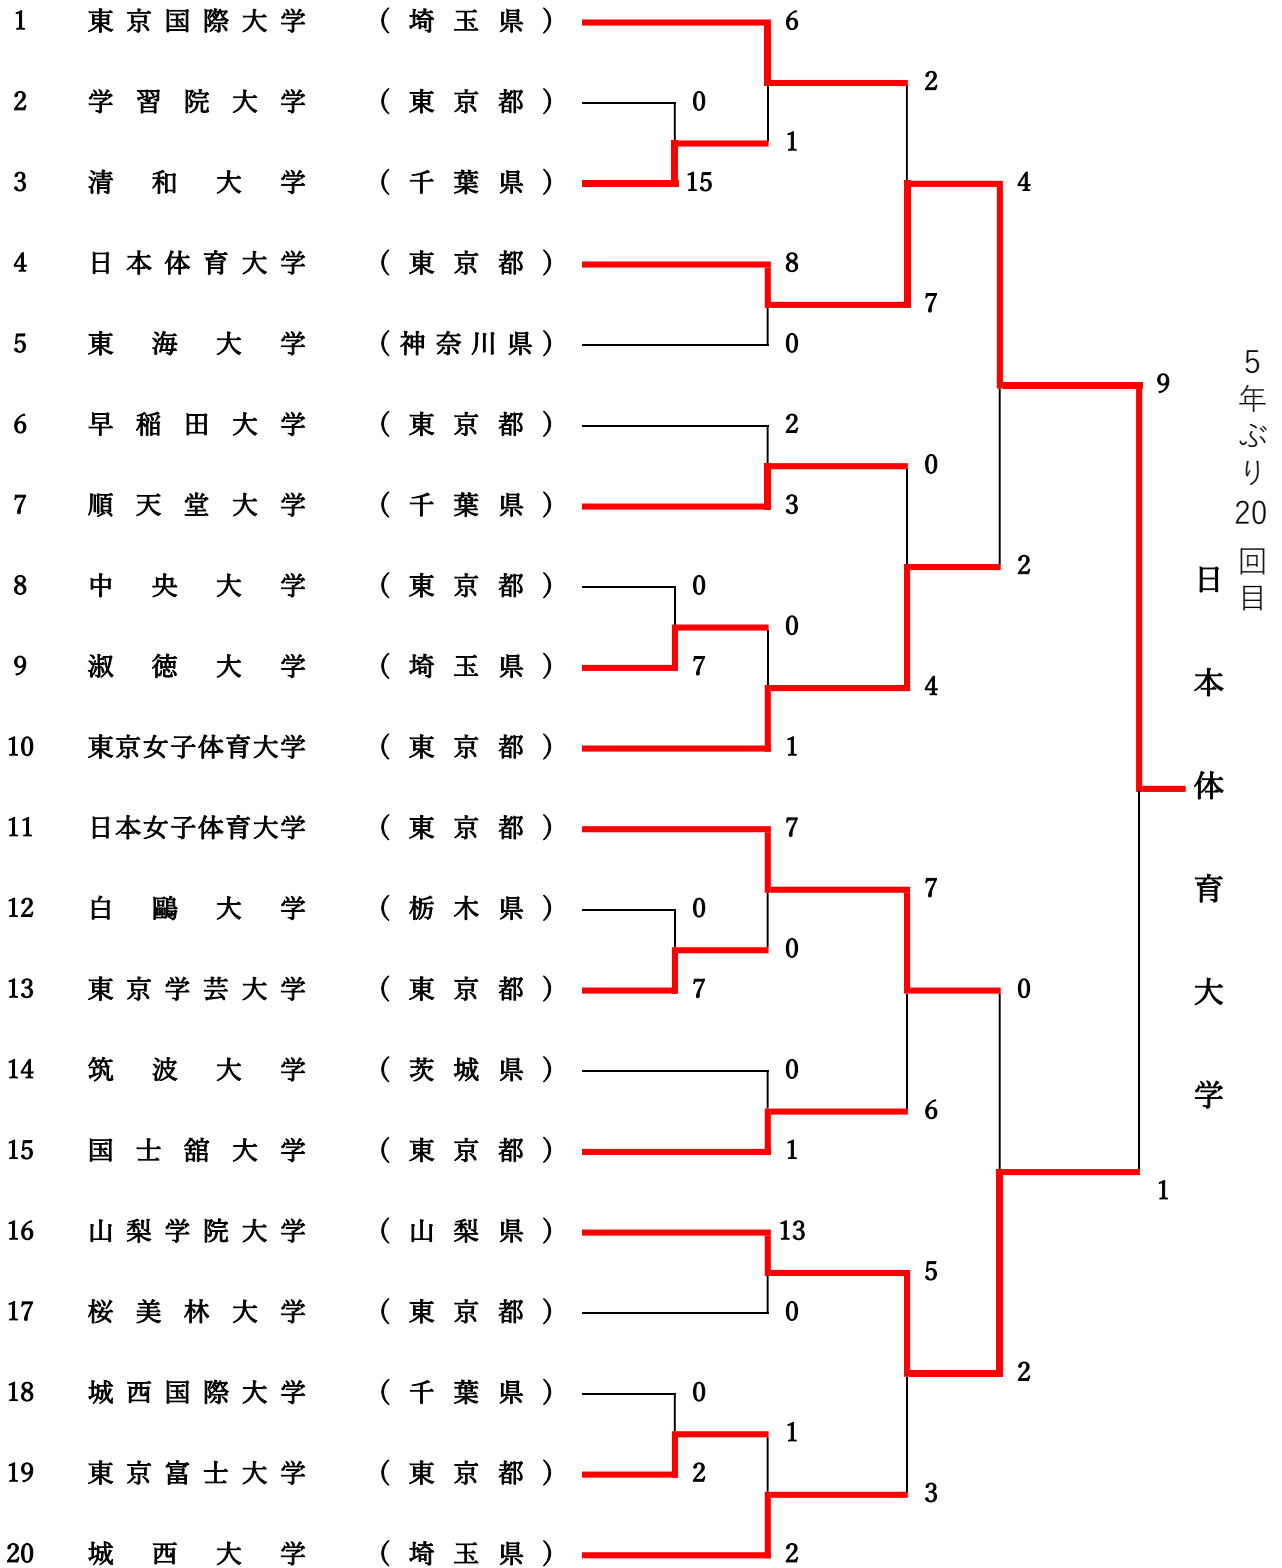 1 東京国際大学 (埼玉県) 6
2
2 学習院大学 (東京都) 0
1
3 清和大学 (千葉県) 15
4
4 日本体育大学 (東京都) 8
7
5 東海大学 (神奈川県) 0
9
6 早稲田大学 (東京都) 2
0
7 順天堂大学 (千葉県) 3
2
8 中央大学 (東京都) 0
0
9 淑徳大学 (埼玉県) 7
4
10 東京女子体育大学 (東京都) 1
11 日本女子体育大学 (東京都) 7
7
12 白鷗大学 (栃木県) 0
0
13 東京学芸大学 (東京都) 7
0
14 筑波大学 (茨城県) 0
6
15 国士舘大学 (東京都) 1
1
16 山梨学院大学 (山梨県) 13
5
17 桜美林大学 (東京都) 0
2
18 城西国際大学 (千葉県) 0
1
19 東京富士大学 (東京都) 2
3
20 城西大学 (埼玉県) 2
5年ぶり20回目
日本体育大学